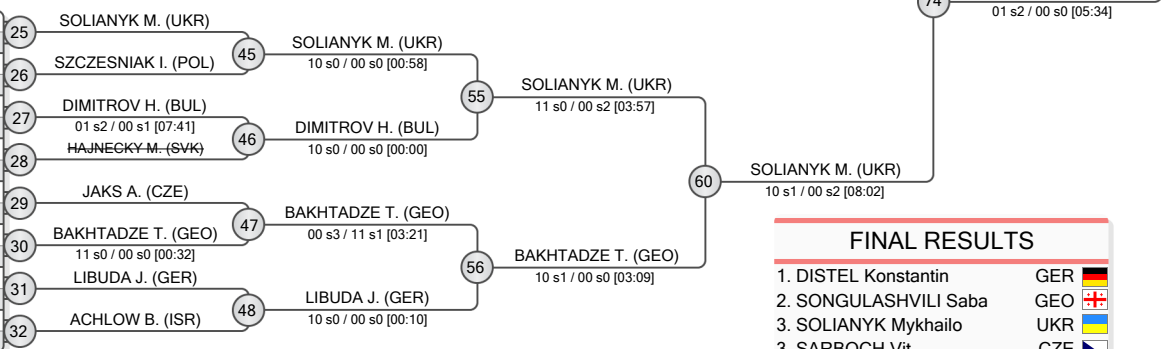 74
01 s2 / 00 s0 [05:34]
25
SOLIANYK M. (UKR)
26
SZCZESNIAK I. (POL)
45
SOLIANYK M. (UKR)
10 s0 / 00 s0 [00:58]
27
DIMITROV H. (BUL)
01 s2 / 00 s1 [07:41]
28
HAJNECKY M. (SVK)
46
DIMITROV H. (BUL)
10 s0 / 00 s0 [00:00]
55
SOLIANYK M. (UKR)
11 s0 / 00 s2 [03:57]
29
JAKS A. (CZE)
30
BAKHTADZE T. (GEO)
11 s0 / 00 s0 [00:32]
47
BAKHTADZE T. (GEO)
00 s3 / 11 s1 [03:21]
31
LIBUDA J. (GER)
32
ACHLOW B. (ISR)
48
LIBUDA J. (GER)
10 s0 / 00 s0 [00:10]
56
BAKHTADZE T. (GEO)
10 s1 / 00 s0 [03:09]
60
SOLIANYK M. (UKR)
10 s1 / 00 s2 [08:02]
FINAL RESULTS
1. DISTEL Konstantin GER
2. SONGULASHVILI Saba GEO
3. SOLIANYK Mykhailo UKR
3. SARBOCH Vit CZE